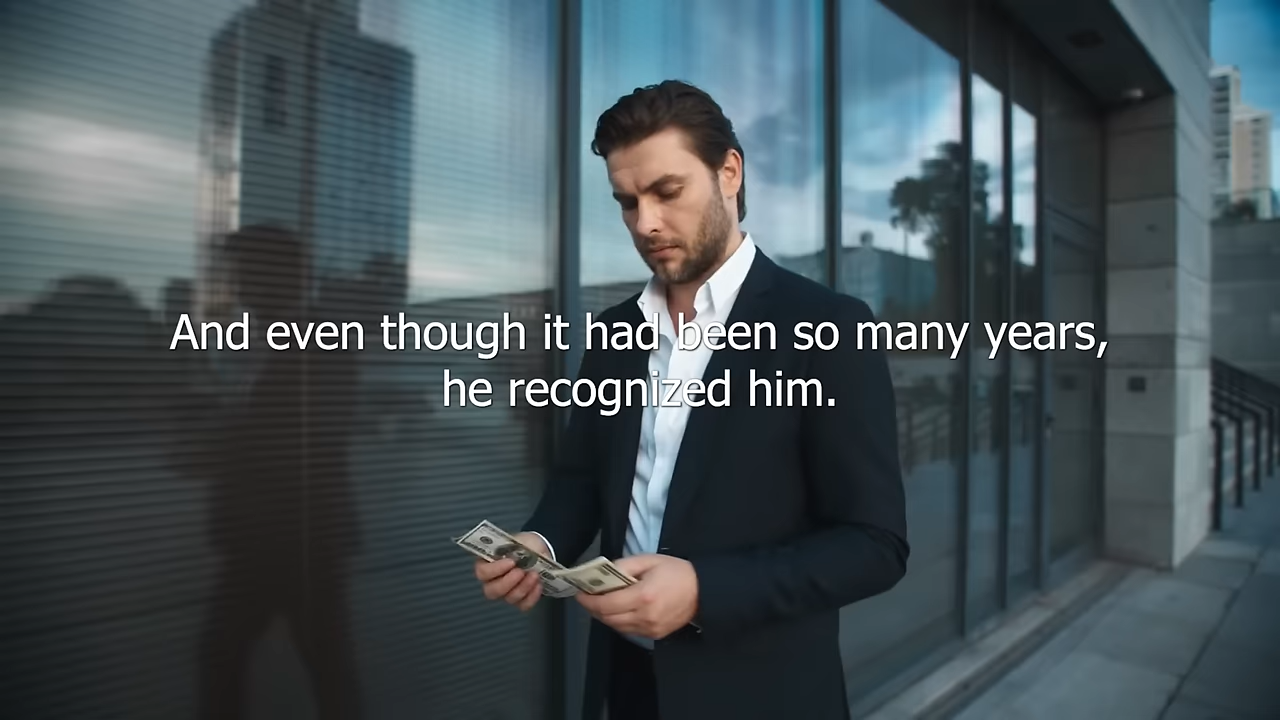 And even though it had been so many years,
he recognized him.